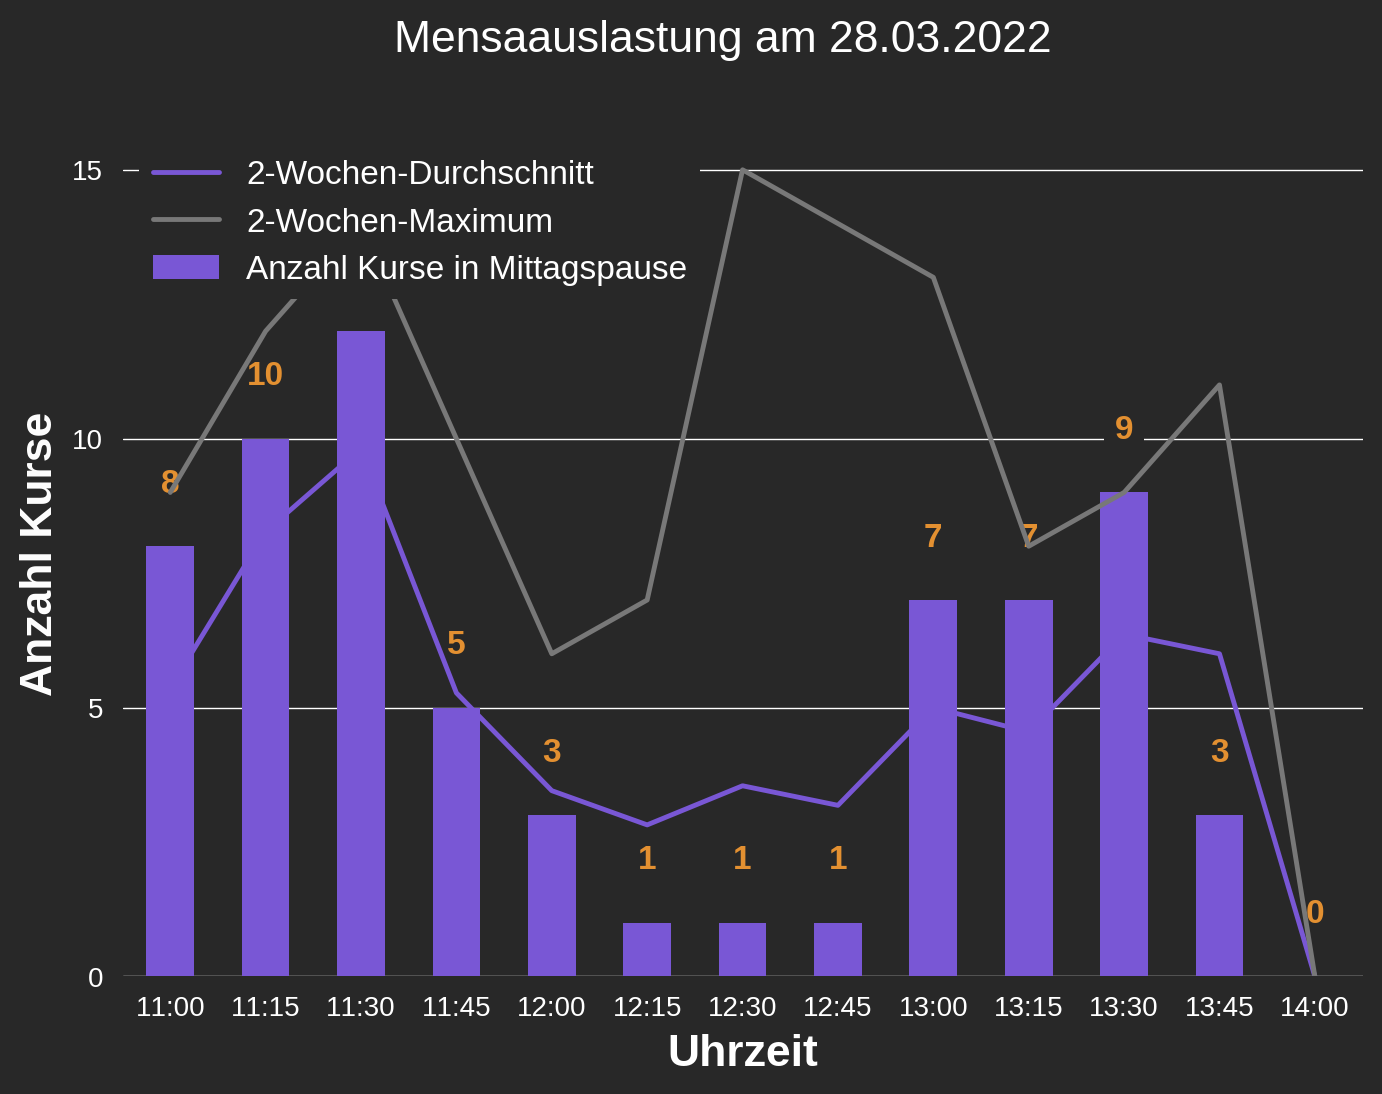 Mensaauslastung am 28.03.2022
2-Wochen-Durchschnitt
2-Wochen-Maximum
Anzahl Kurse in Mittagspause
Anzahl Kurse
15
10
5
0
8
10
5
3
1
1
1
7
7
9
3
0
11:00 11:15 11:30 11:45 12:00 12:15 12:30 12:45 13:00 13:15 13:30 13:45 14:00
Uhrzeit